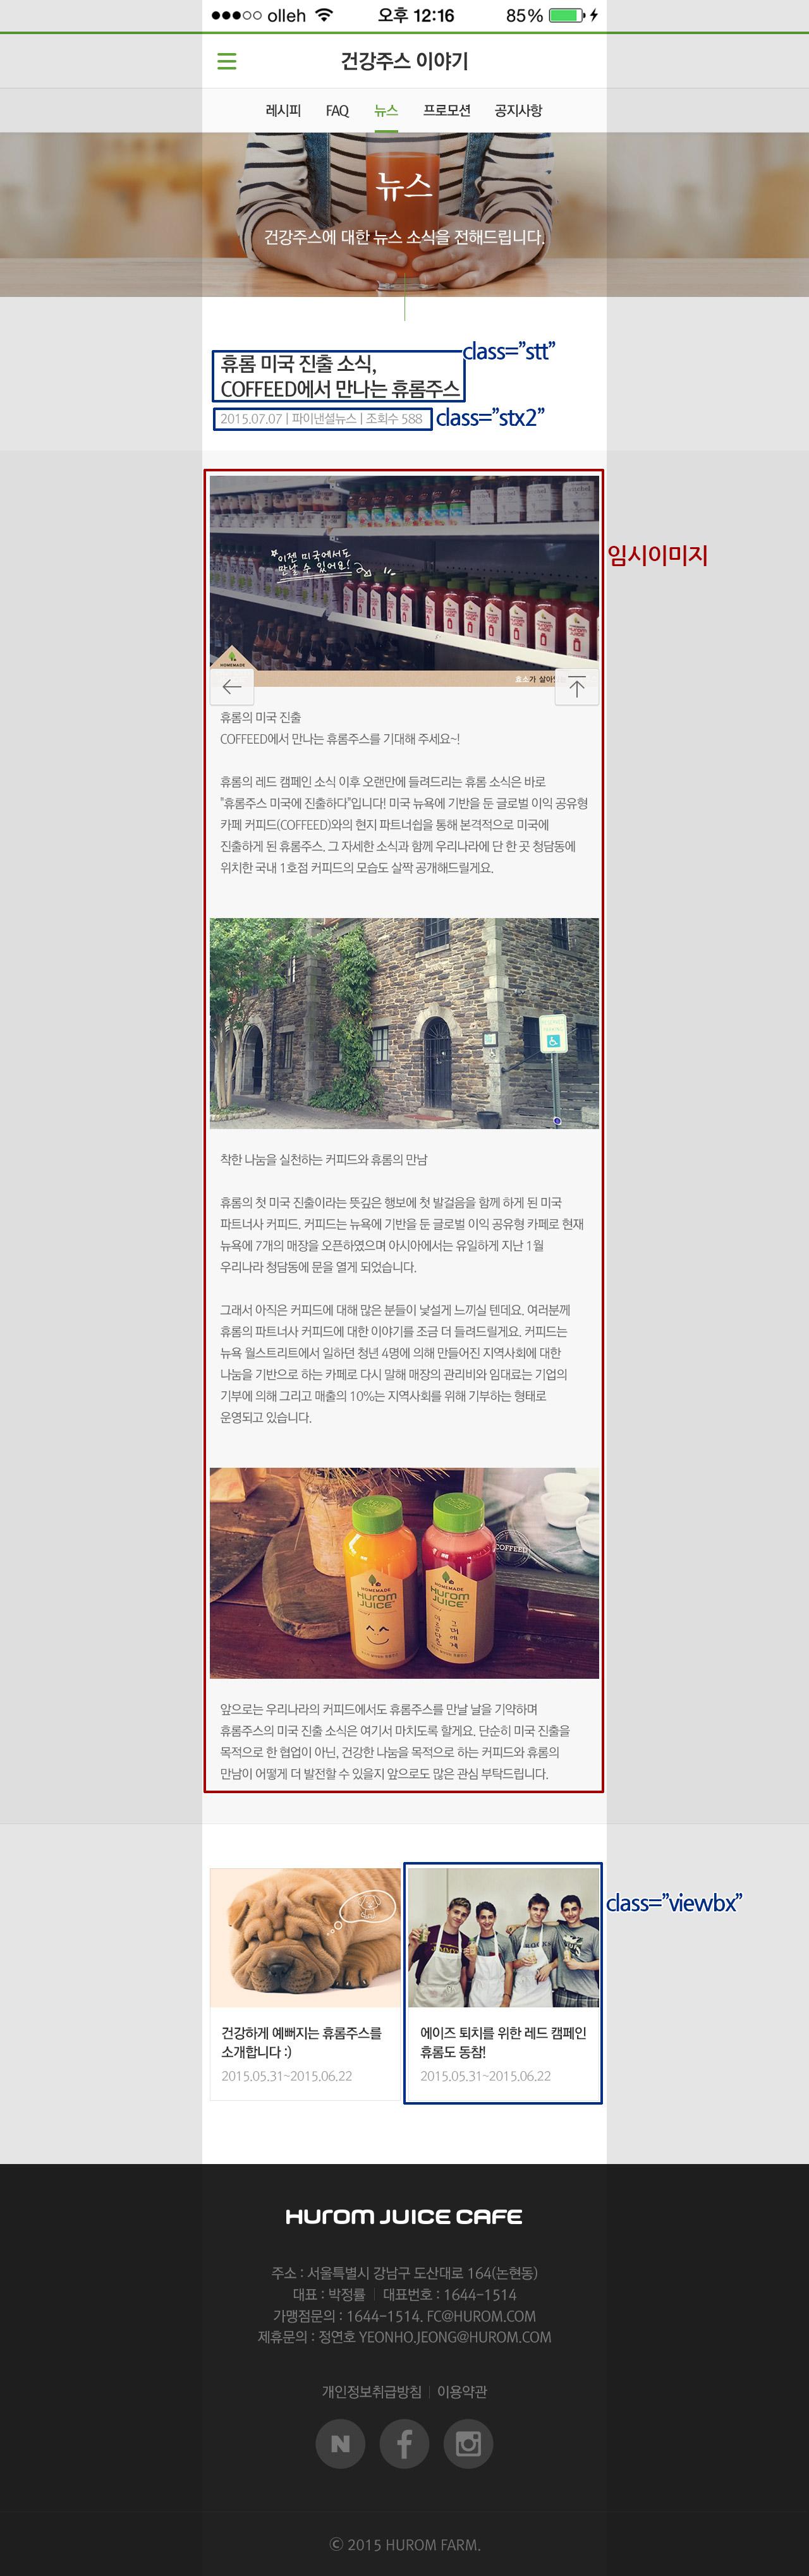 olleh 오후 12:16 85%
건강주스 이야기
레시피 FAQ 뉴스 프로모션 공지사항
뉴스
건강주스에 대한 뉴스 소식을 전해드립니다.
class="stt"
휴롬 미국 진출 소식,
COFFEED에서 만나는 휴롬주스
2015.07.07 | 파이낸셜뉴스 | 조회수 588
class="stx2"
임시이미지
이젠 미국에서도
만날 수 있어요!
HOMEMADE
효소가 살아있
휴롬의 미국 진출
COFFEED에서 만나는 휴롬주스를 기대해 주세요~!
휴롬의 레드 캠페인 소식 이후 오랜만에 들려드리는 휴롬 소식은 바로
"휴롬주스 미국에 진출하다"입니다! 미국 뉴욕에 기반을 둔 글로벌 이익 공유형
카페 커피드(COFFEED)와의 현지 파트너쉽을 통해 본격적으로 미국에
진출하게 된 휴롬주스. 그 자세한 소식과 함께 우리나라에 단 한 곳 청담동에
위치한 국내 1호점 커피드의 모습도 살짝 공개해드릴게요.
착한 나눔을 실천하는 커피드와 휴롬의 만남
휴롬의 첫 미국 진출이라는 뜻깊은 행보에 첫 발걸음을 함께 하게 된 미국
파트너사 커피드. 커피드는 뉴욕에 기반을 둔 글로벌 이익 공유형 카페로 현재
뉴욕에 7개의 매장을 오픈하였으며 아시아에서는 유일하게 지난 1월
우리나라 청담동에 문을 열게 되었습니다.
그래서 아직은 커피드에 대해 많은 분들이 낯설게 느끼실 텐데요. 여러분께
휴롬의 파트너사 커피드에 대한 이야기를 조금 더 들려드릴게요. 커피드는
뉴욕 월스트리트에서 일하던 청년 4명에 의해 만들어진 지역사회에 대한
나눔을 기반으로 하는 카페로 다시 말해 매장의 관리비와 임대료는 기업의
기부에 의해 그리고 매출의 10%는 지역사회를 위해 기부하는 형태로
운영되고 있습니다.
COFFEED
HOMEMADE
Hurom
JUICE
HOMEMADE
Hurom
JUICE
앞으로는 우리나라의 커피드에서도 휴롬주스를 만날 날을 기약하며
휴롬주스의 미국 진출 소식은 여기서 마치도록 할게요. 단순히 미국 진출을
목적으로 한 협업이 아닌, 건강한 나눔을 목적으로 하는 커피드와 휴롬의
만남이 어떻게 더 발전할 수 있을지 앞으로도 많은 관심 부탁드립니다.
class="viewbx"
건강하게 예뻐지는 휴롬주스를
소개합니다 :)
2015.05.31~2015.06.22
에이즈 퇴치를 위한 레드 캠페인
휴롬도 동참!
2015.05.31~2015.06.22
HUROM JUICE CAFE
주소 : 서울특별시 강남구 도산대로 164(논현동)
대표 : 박정률 | 대표번호 : 1644-1514
가맹점문의 : 1644-1514. FC@HUROM.COM
제휴문의 : 정연호 YEONHO.JEONG@HUROM.COM
개인정보취급방침 | 이용약관
N f
© 2015 HUROM FARM.